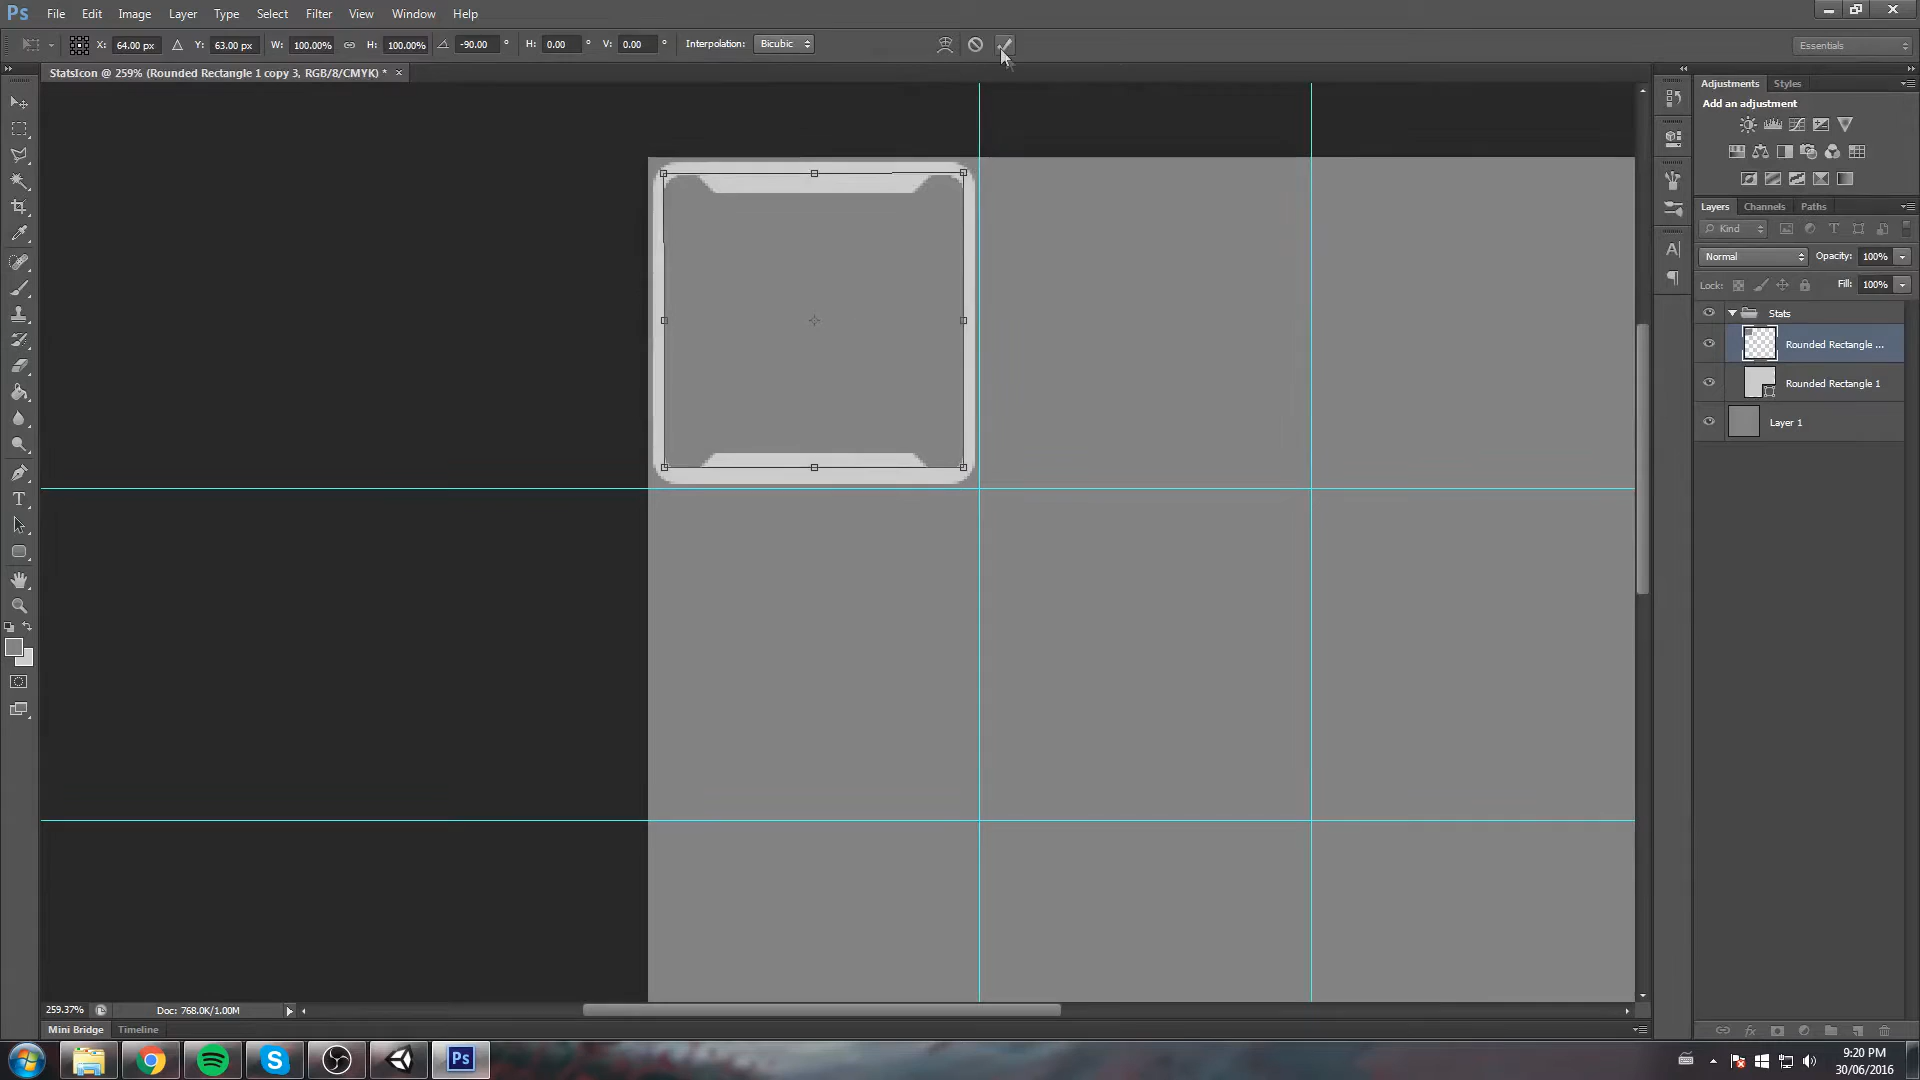 Ps File Edit Image Layer Type Select Filter View Window Help
X: 64.00 px Y: 63.00 px W: 100.00% H: 100.00% -90.00 ° H: 0.00 ° V: 0.00 ° Interpolation: Bicubic Essentials
StatsIcon @ 259% (Rounded Rectangle 1 copy 3, RGB/8/CMYK) * ×
Adjustments Styles
Add an adjustment
Layers Channels Paths
Kind
Normal Opacity: 100%
Lock: Fill: 100%
Stats
Rounded Rectangle ...
Rounded Rectangle 1
Layer 1
259.37% Doc: 768.0K/1.00M
Mini Bridge Timeline
Ps
9:20 PM
30/06/2016